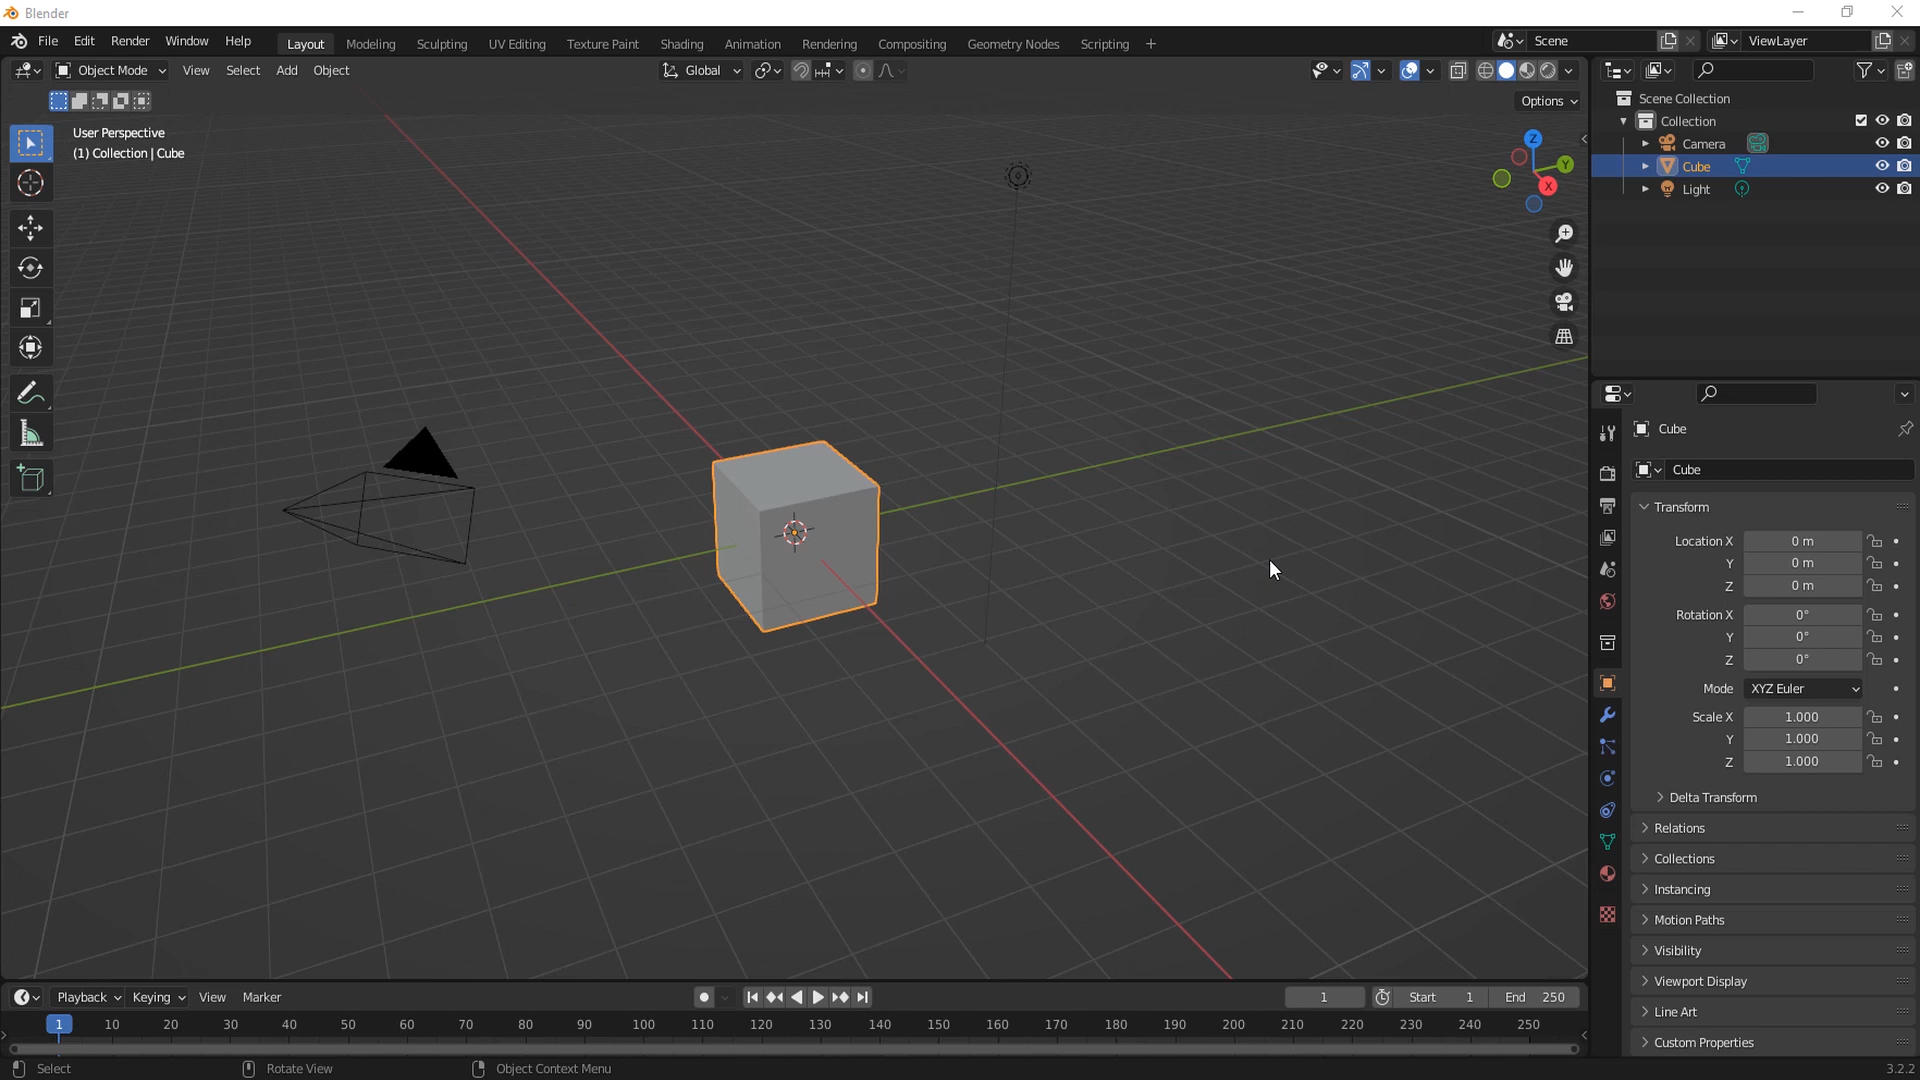 Blender
File Edit Render Window Help Layout Modeling Sculpting UV Editing Texture Paint Shading Animation Rendering Compositing Geometry Nodes Scripting + Scene ViewLayer
Object Mode View Select Add Object Global
Options
User Perspective
(1) Collection | Cube
Z
Y
X
Scene Collection
Collection
Camera
Cube
Light
Cube
Cube
Transform
Location X 0 m
Y 0 m
Z 0 m
Rotation X 0°
Y 0°
Z 0°
Mode XYZ Euler
Scale X 1.000
Y 1.000
Z 1.000
Delta Transform
Relations
Collections
Instancing
Motion Paths
Visibility
Viewport Display
Line Art
Custom Properties
Playback Keying View Marker 1 Start 1 End 250
1 10 20 30 40 50 60 70 80 90 100 110 120 130 140 150 160 170 180 190 200 210 220 230 240 250
Select Rotate View Object Context Menu 3.2.2